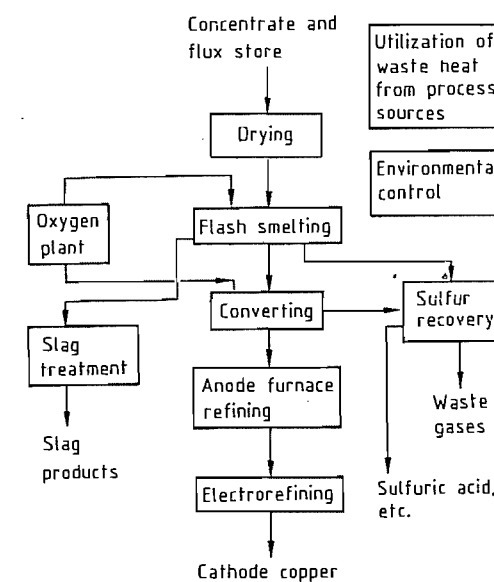 Concentrate and
flux store
Utilization of
waste heat
from process
sources
Drying
Environmenta
control
Oxygen
plant
Flash smelting
Converting
Sulfur
recovery
Slag
treatment
Anode furnace
refining
Waste
gases
Slag
products
Electrorefining
Sulfuric acid,
etc.
Cathode copper